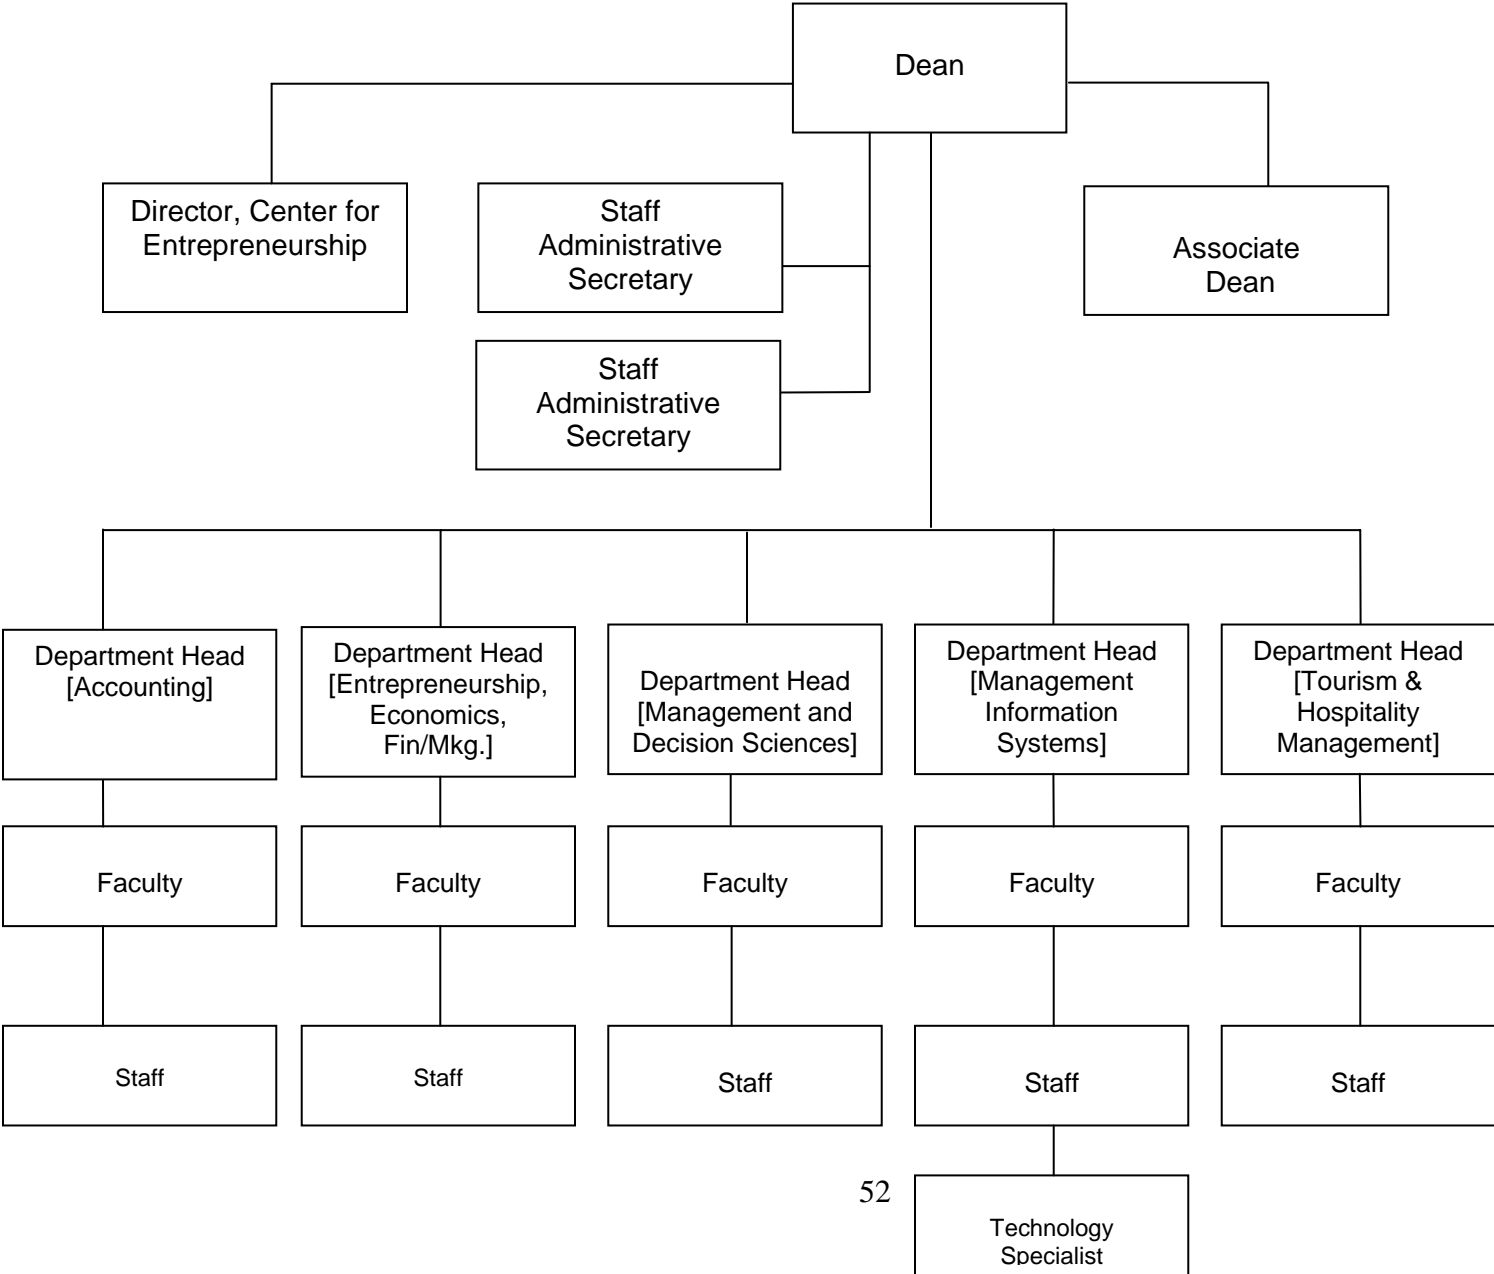 Dean
Director, Center for
Entrepreneurship
Staff
Administrative
Secretary
Associate
Dean
Staff
Administrative
Secretary
Department Head
[Accounting]
Department Head
[Entrepreneurship,
Economics,
Fin/Mkg.]
Department Head
[Management and
Decision Sciences]
Department Head
[Management
Information
Systems]
Department Head
[Tourism &
Hospitality
Management]
Faculty
Faculty
Faculty
Faculty
Faculty
Staff
Staff
Staff
Staff
Staff
52
Technology
Specialist